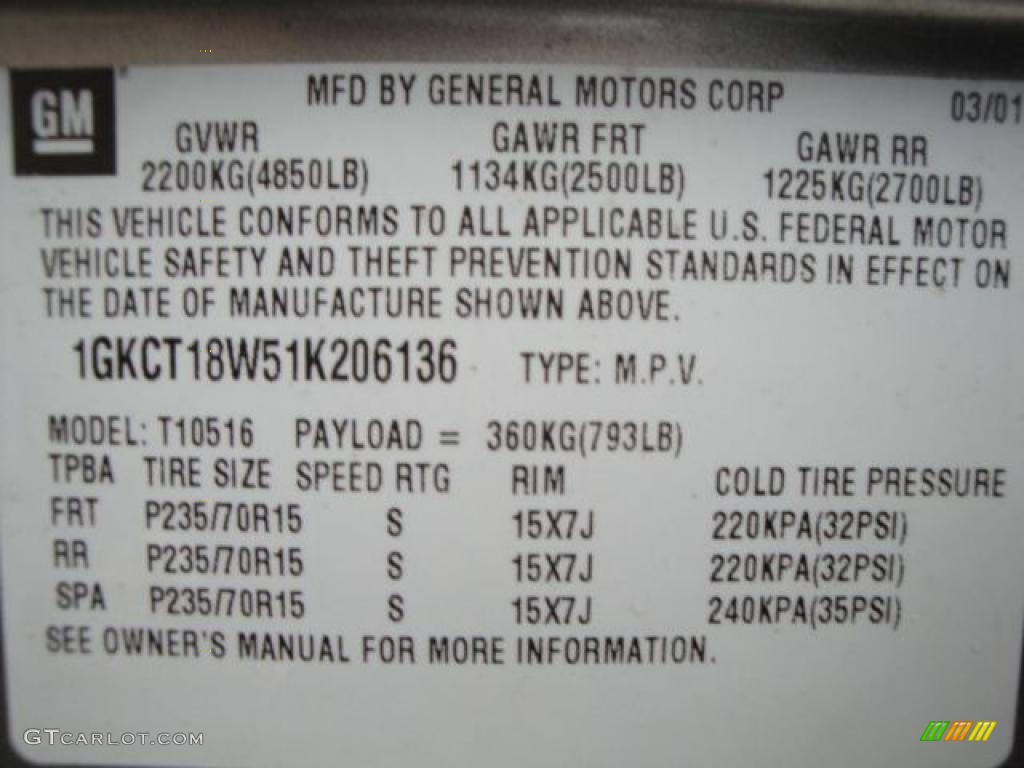 GM
MFD BY GENERAL MOTORS CORP 03/01
GVWR GAWR FRT GAWR RR
2200KG(4850LB) 1134KG(2500LB) 1225KG(2700LB)
THIS VEHICLE CONFORMS TO ALL APPLICABLE U.S. FEDERAL MOTOR
VEHICLE SAFETY AND THEFT PREVENTION STANDARDS IN EFFECT ON
THE DATE OF MANUFACTURE SHOWN ABOVE.
1GKCT18W51K206136 TYPE: M.P.V.
MODEL: T10516 PAYLOAD = 360KG(793LB)
TPBA TIRE SIZE SPEED RTG RIM COLD TIRE PRESSURE
FRT P235/70R15 S 15X7J 220KPA(32PSI)
RR P235/70R15 S 15X7J 220KPA(32PSI)
SPA P235/70R15 S 15X7J 240KPA(35PSI)
SEE OWNER'S MANUAL FOR MORE INFORMATION.
GTCARLOT.COM